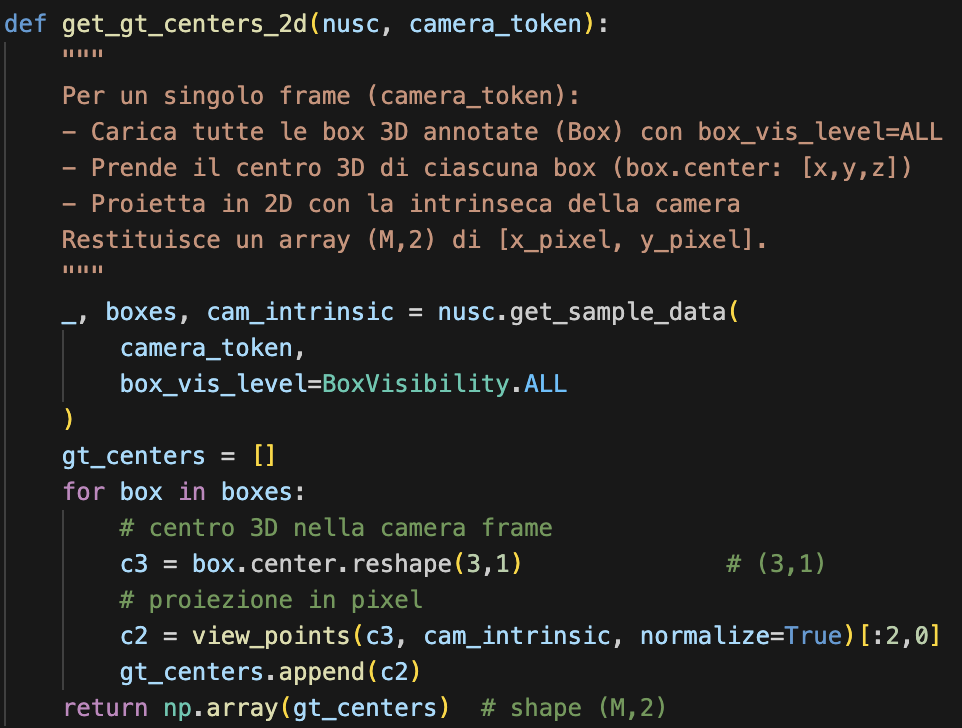 def get_gt_centers_2d(nusc, camera_token):
    """
    Per un singolo frame (camera_token):
    - Carica tutte le box 3D annotate (Box) con box_vis_level=ALL
    - Prende il centro 3D di ciascuna box (box.center: [x,y,z])
    - Proietta in 2D con la intrinseca della camera
    Restituisce un array (M,2) di [x_pixel, y_pixel].
    """
    _, boxes, cam_intrinsic = nusc.get_sample_data(
        camera_token,
        box_vis_level=BoxVisibility.ALL
    )
    gt_centers = []
    for box in boxes:
        # centro 3D nella camera frame
        c3 = box.center.reshape(3,1)              # (3,1)
        # proiezione in pixel
        c2 = view_points(c3, cam_intrinsic, normalize=True)[:2,0]
        gt_centers.append(c2)
    return np.array(gt_centers)  # shape (M,2)